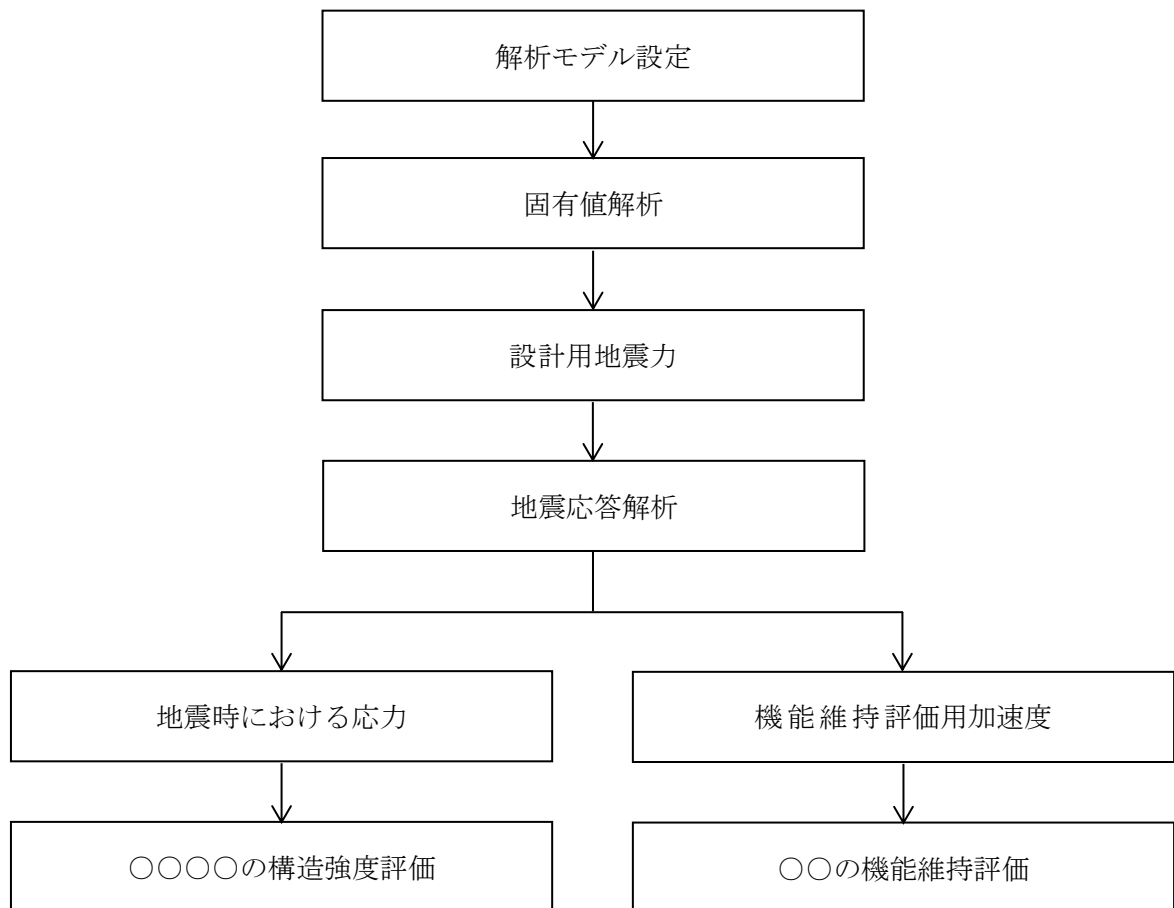 解析モデル設定
固有値解析
設計用地震力
地震応答解析
地震時における応力
機能維持評価用加速度
○○○○の構造強度評価
○○の機能維持評価